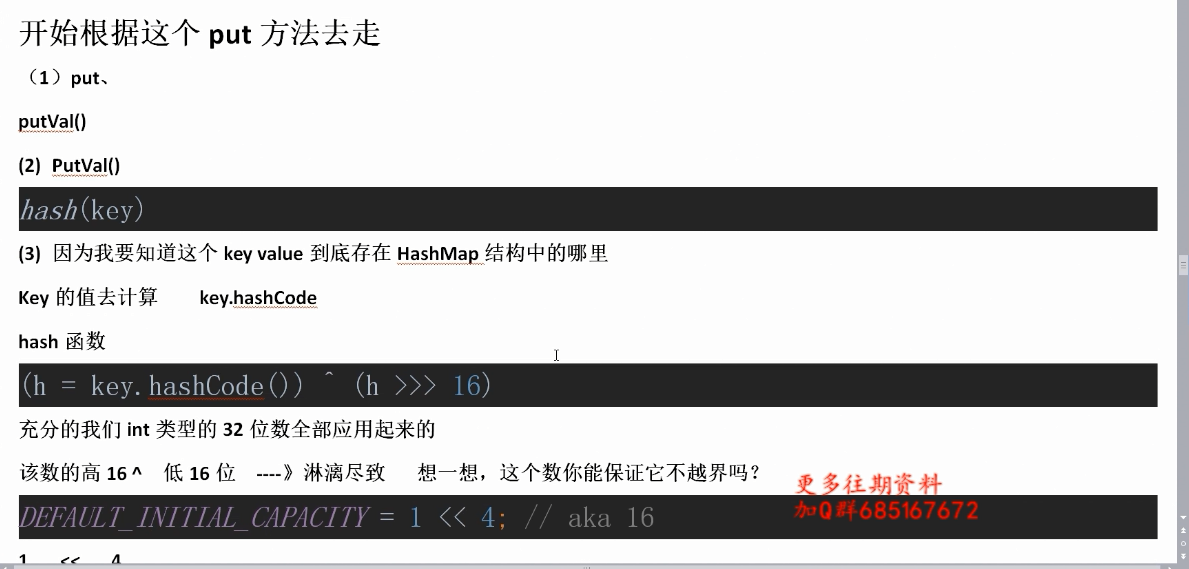 开始根据这个 put 方法去走
（1）put、
putVal()
(2) PutVal()
hash(key)
(3) 因为我要知道这个 key value 到底存在 HashMap 结构中的哪里
Key 的值去计算 key.hashCode
hash 函数
(h = key.hashCode()) ^ (h >>> 16)
充分的我们 int 类型的 32 位数全部应用起来的
该数的高 16 ^ 低 16 位 ----》淋漓尽致 想一想，这个数你能保证它不越界吗？
更多往期资料
加Q群685167672
DEFAULT_INITIAL_CAPACITY = 1 << 4; // aka 16
1 << 4